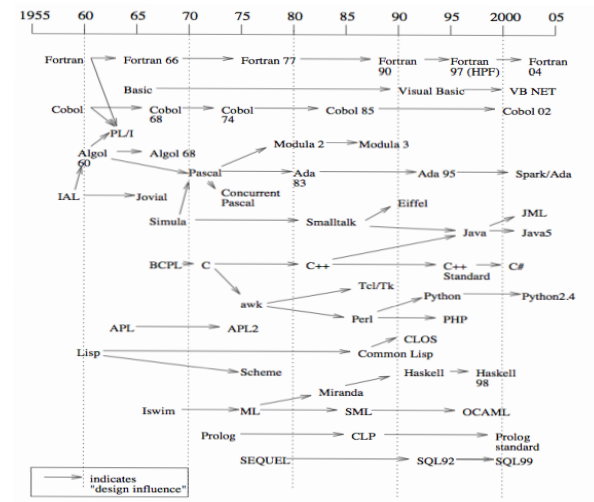 1955 60 65 70 75 80 85 90 95 2000 05
Fortran Fortran 66 Fortran 77 Fortran Fortran Fortran
90 97 (HPF) 04
Basic Visual Basic VB NET
Cobol Cobol Cobol Cobol 85 Cobol 02
68 74
PL/I
Algol Algol 68 Modula 2 Modula 3
60
Pascal Ada Ada 95 Spark/Ada
83
IAL Jovial Concurrent
Pascal
Eiffel
Simula Smalltalk JML
Java Java5
BCPL C C++ C++ C#
Standard
Tcl/Tk
awk Python Python2.4
Perl PHP
APL APL2
CLOS
Lisp Common Lisp
Scheme Haskell Haskell
98
Miranda
Iswim ML SML OCAML
Prolog CLP Prolog
standard
SEQUEL SQL92 SQL99
indicates
"design influence"